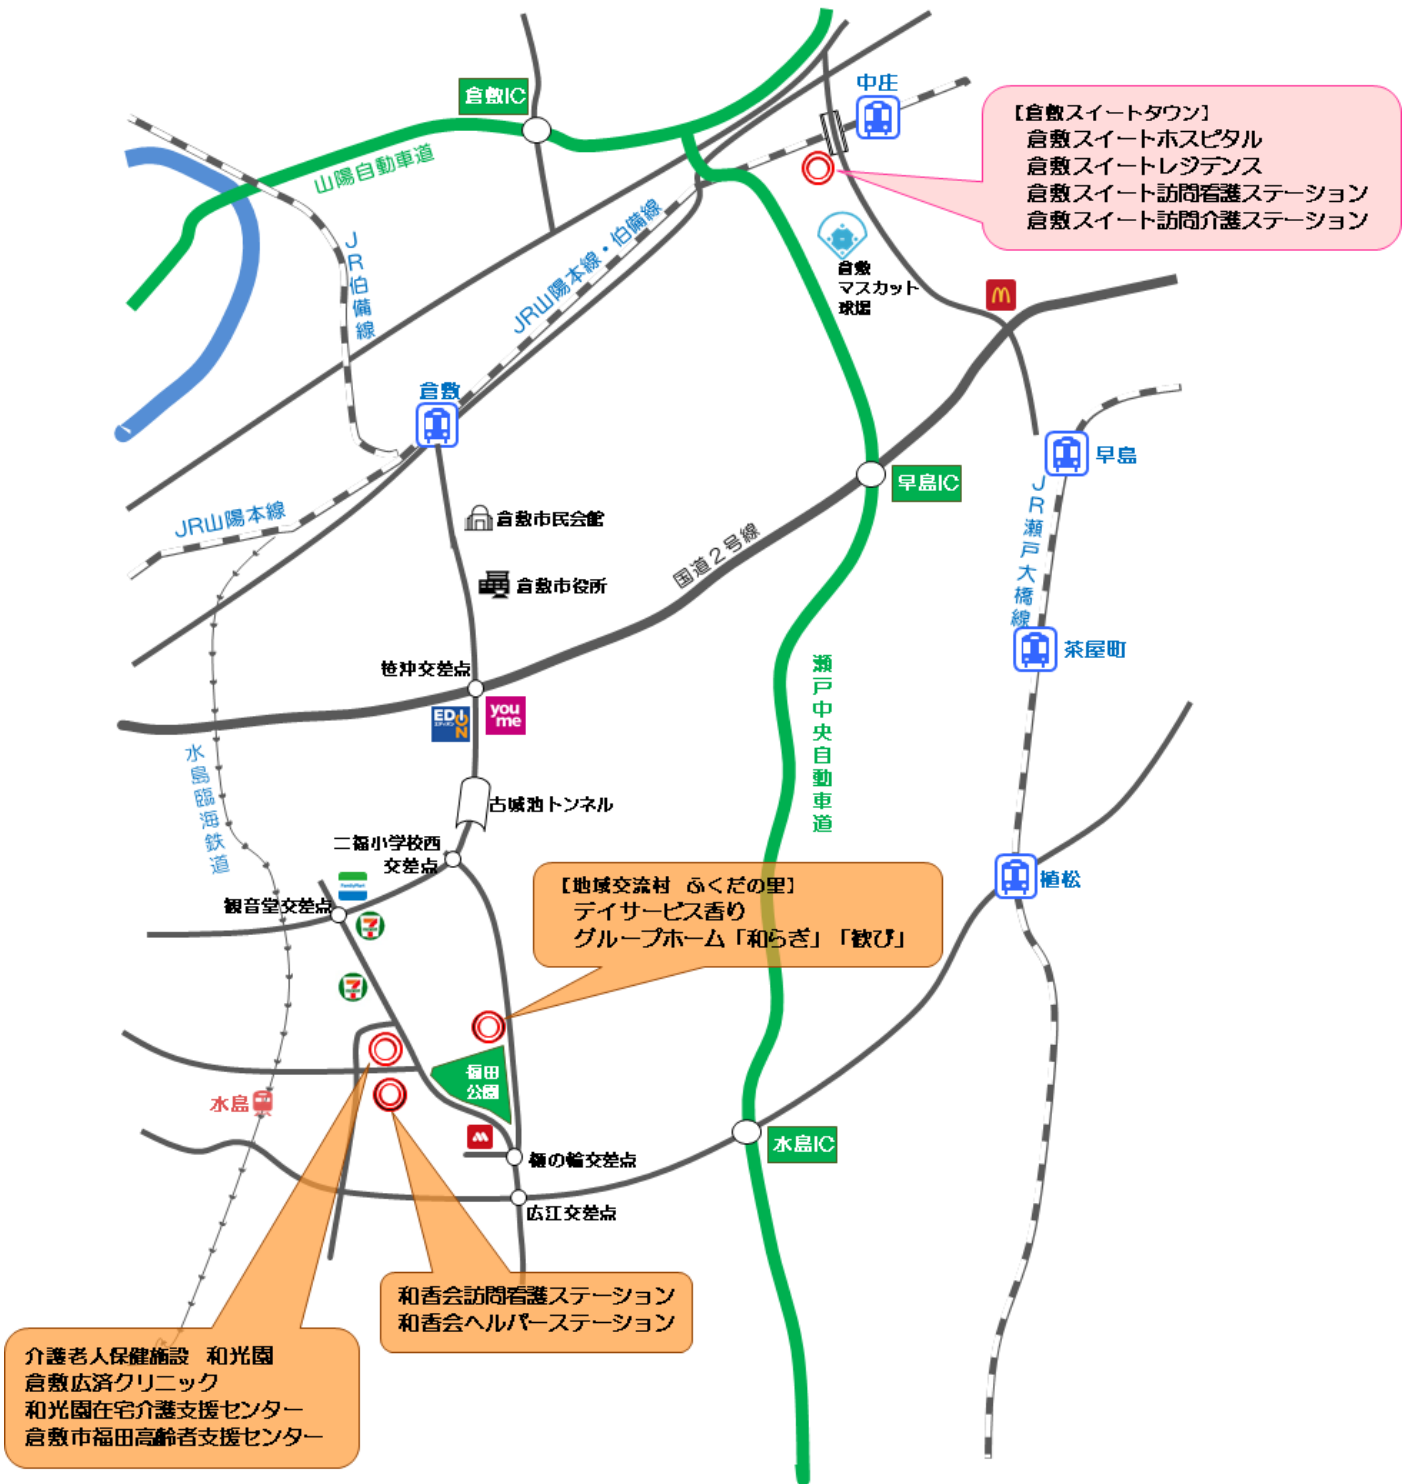 中庄
倉敷IC
【倉敷スイートタウン】
倉敷スイートホスピタル
倉敷スイートレジデンス
倉敷スイート訪問看護ステーション
倉敷スイート訪問介護ステーション
山陽自動車道
JR伯備線
JR山陽本線・伯備線
倉敷
マスカット
球場
倉敷
早島
早島IC
JR山陽本線
倉敷市民会館
国道2号線
JR瀬戸大橋線
倉敷市役所
茶屋町
笹沖交差点
瀬戸中央自動車道
EDION
エディオン
you
me
水島臨海鉄道
古城池トンネル
二福小学校西
交差点
植松
FamilyMart
【地域交流村 ふくだの里】
デイサービス香り
グループホーム「和らぎ」「歓び」
観音堂交差点
7
7
福田
公園
水島
水島IC
樋の輪交差点
広江交差点
和香会訪問看護ステーション
和香会ヘルパーステーション
介護老人保健施設 和光園
倉敷広済クリニック
和光園在宅介護支援センター
倉敷市福田高齢者支援センター